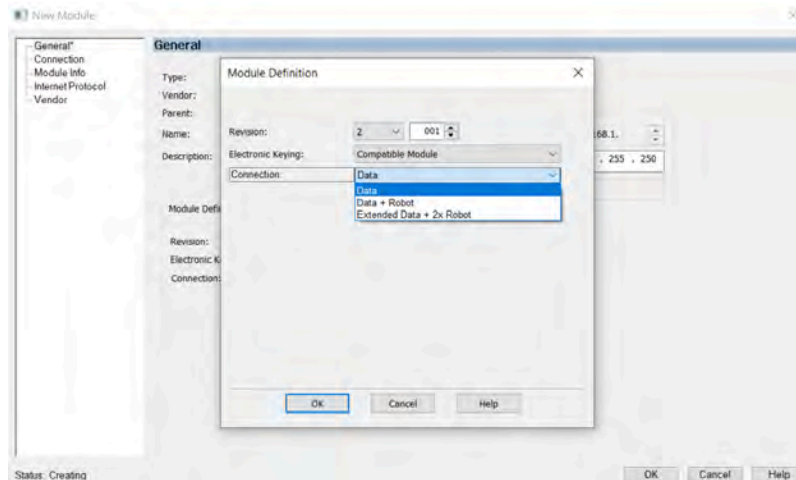 New Module
General*
Connection
Module Info
Internet Protocol
Vendor
General
Type:
Vendor:
Parent:
Name:
Description:
68.1.
. 255 . 250
Module Defi
Revision:
Electronic K
Connection:
Module Definition
Revision: 2 001
Electronic Keying: Compatible Module
Connection: Data
Data
Data + Robot
Extended Data + 2x Robot
OK Cancel Help
Status: Creating
OK Cancel Help